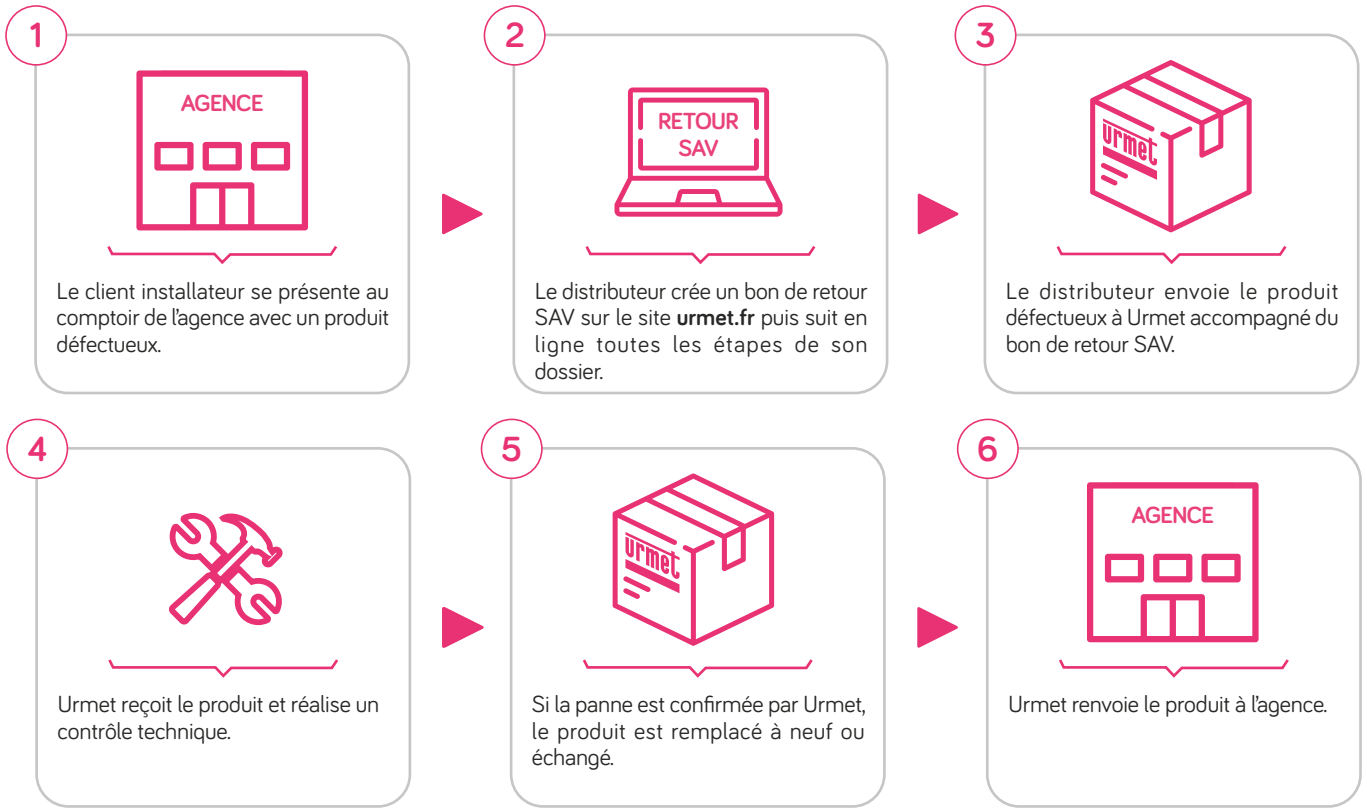 1
AGENCE
Le client installateur se présente au
comptoir de l'agence avec un produit
défectueux.
2
RETOUR
SAV
Le distributeur crée un bon de retour
SAV sur le site urmet.fr puis suit en
ligne toutes les étapes de son
dossier.
3
urmet
Le distributeur envoie le produit
défectueux à Urmet accompagné du
bon de retour SAV.
4
Urmet reçoit le produit et réalise un
contrôle technique.
5
urmet
Si la panne est confirmée par Urmet,
le produit est remplacé à neuf ou
échangé.
6
AGENCE
Urmet renvoie le produit à l'agence.